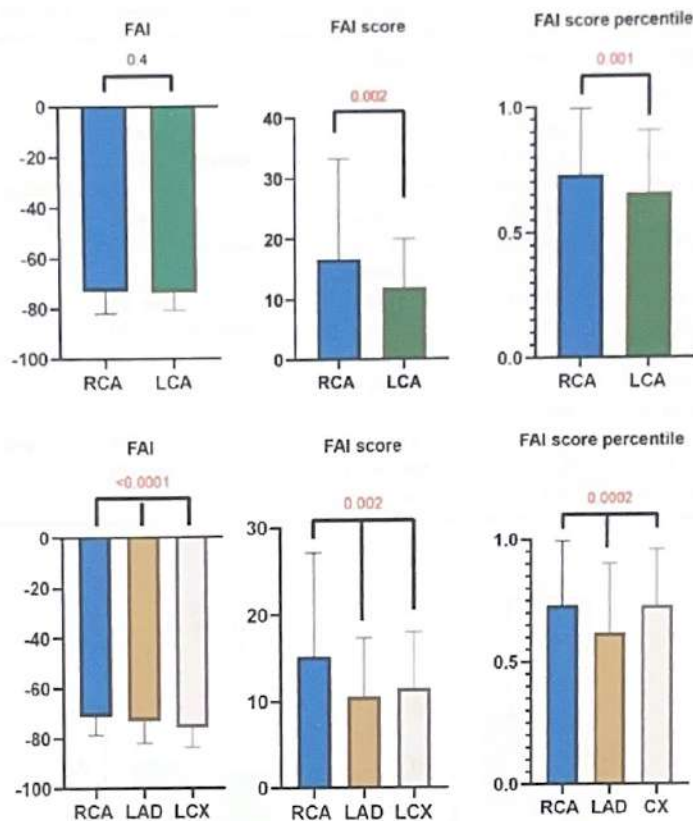 FAI
0.4
0
-20
-40
-60
-80
-100
RCA LCA
FAI score
0.002
40
30
20
10
0
RCA LCA
FAI score percentile
0.001
1.0
0.5
0.0
RCA LCA
FAI
<0.0001
0
-20
-40
-60
-80
-100
RCA LAD LCX
FAI score
0.002
30
20
10
0
RCA LAD LCX
FAI score percentile
0.0002
1.0
0.5
0.0
RCA LAD CX